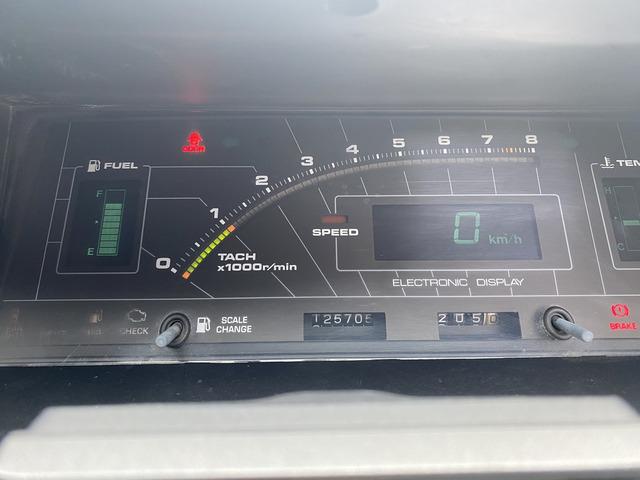 DOOR
FUEL
F
E
0 1 2 3 4 5 6 7 8
TACH
x1000r/min
SPEED
0 km/h
ELECTRONIC DISPLAY
TEM
H
C
CHECK
SCALE
CHANGE
125705
2050
BRAKE